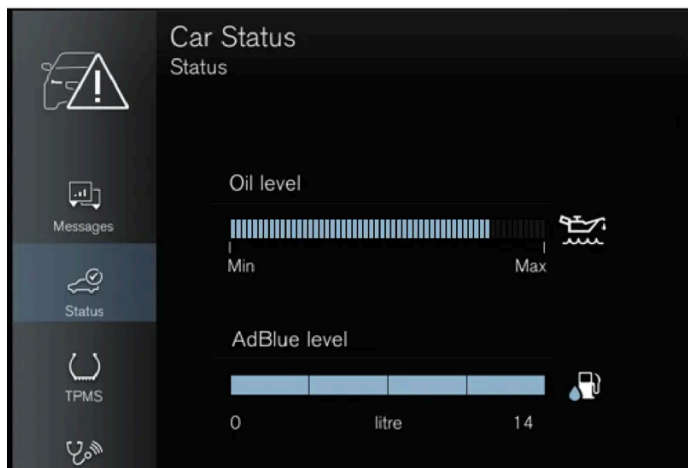 Car Status
Status
Messages
Status
TPMS
Oil level
Min Max
AdBlue level
0 litre 14